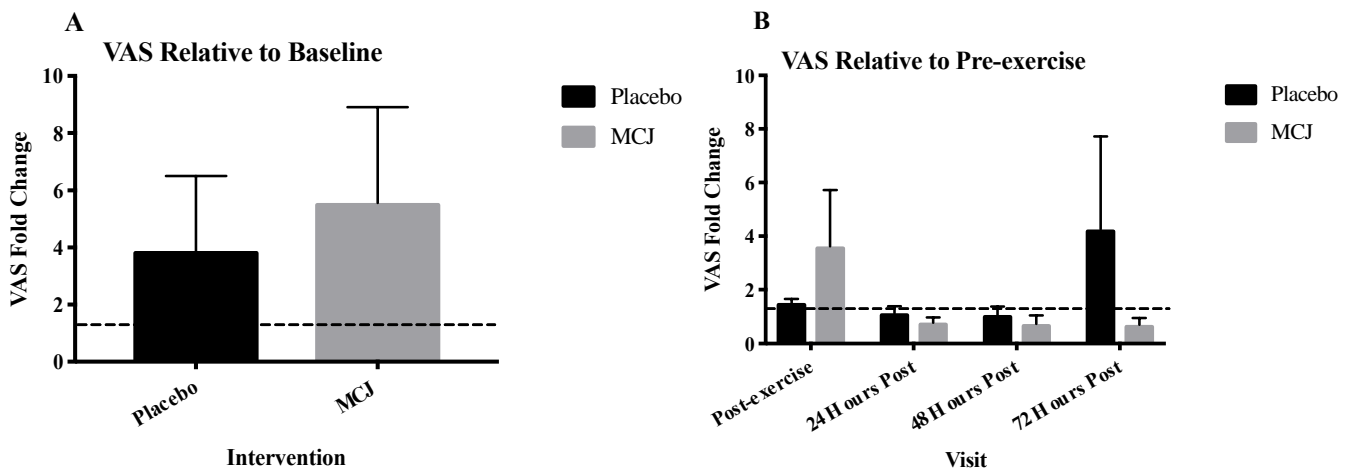 A
VAS Relative to Baseline
VAS Fold Change
10
8
6
4
2
0
Placebo
MCJ
Intervention
Placebo
MCJ
B
VAS Relative to Pre-exercise
VAS Fold Change
10
8
6
4
2
0
Post-exercise
24 Hours Post
48 Hours Post
72 Hours Post
Visit
Placebo
MCJ